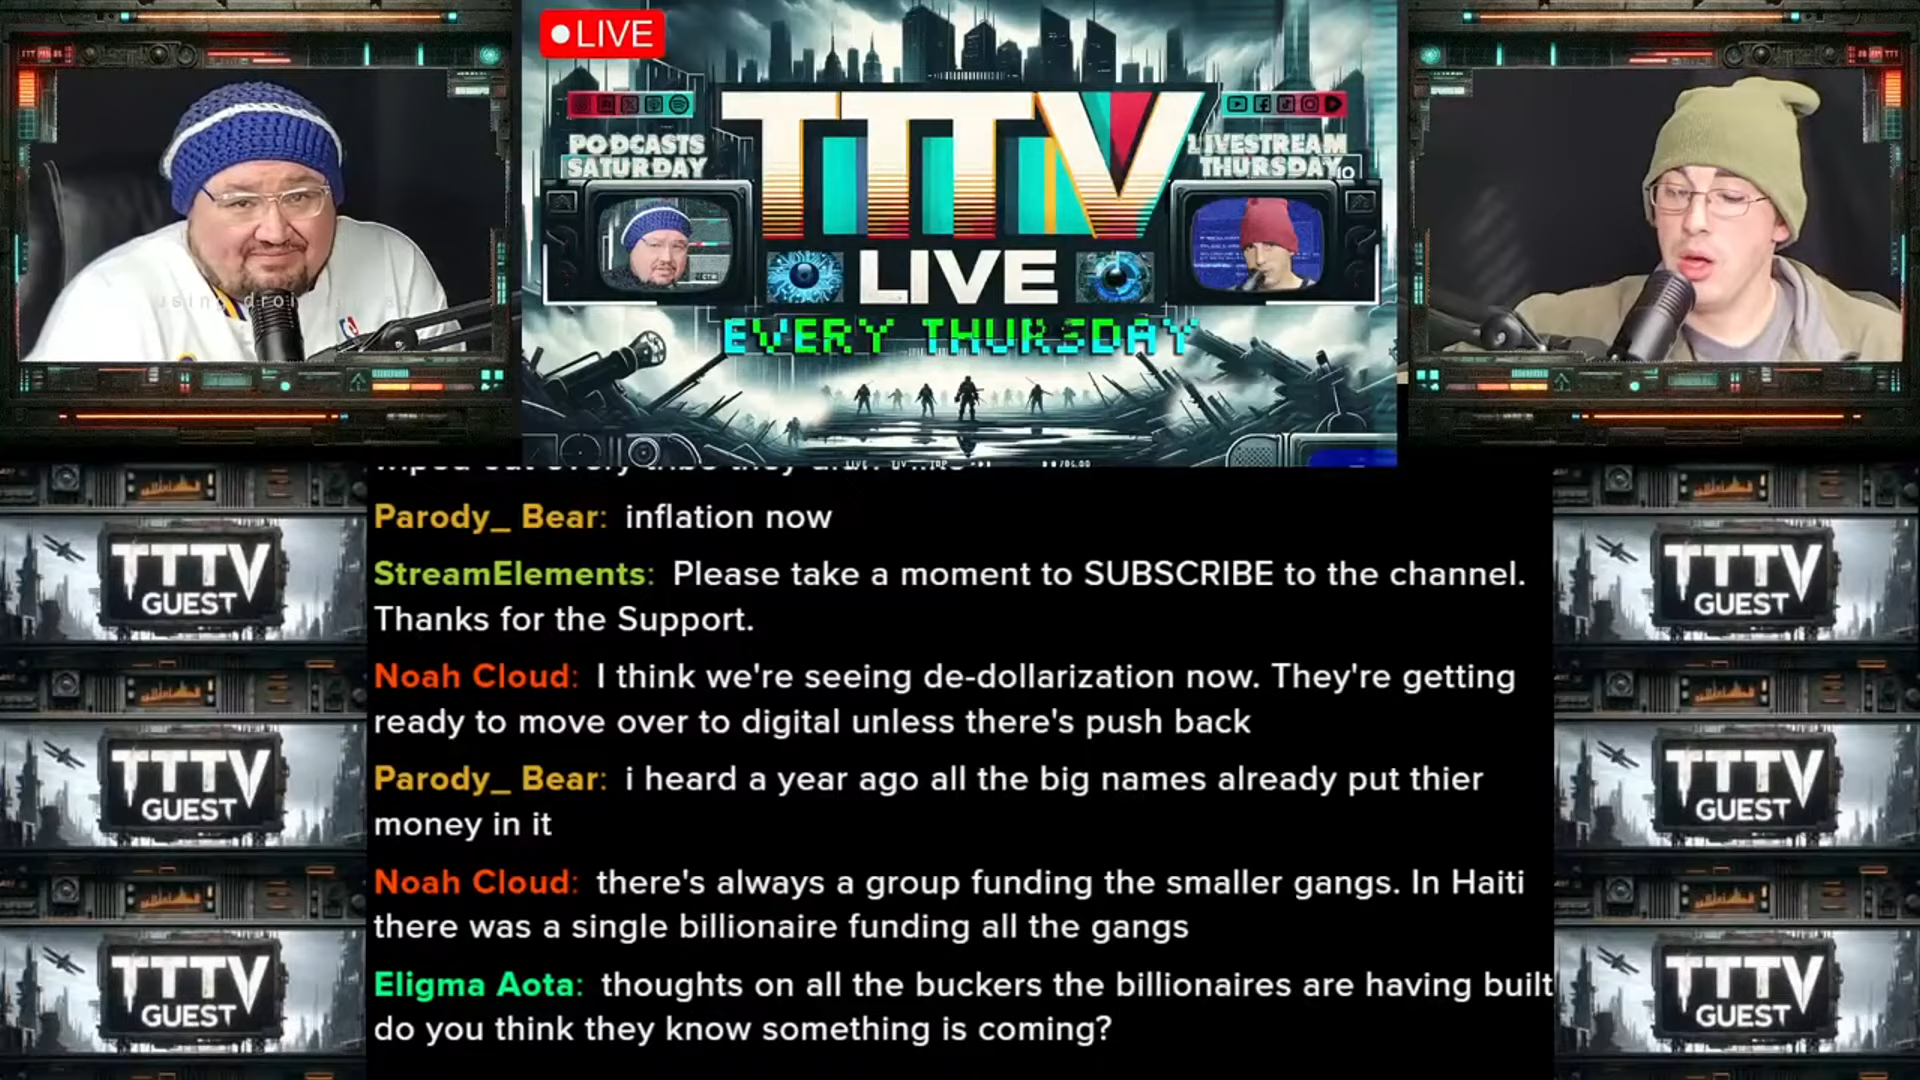 LIVE
PODCASTS
SATURDAY
TTTV
LIVESTREAM
THURSDAY
LIVE
EVERY THURSDAY
Parody_ Bear: inflation now
StreamElements: Please take a moment to SUBSCRIBE to the channel.
Thanks for the Support.
Noah Cloud: I think we're seeing de-dollarization now. They're getting
ready to move over to digital unless there's push back
Parody_ Bear: i heard a year ago all the big names already put thier
money in it
Noah Cloud: there's always a group funding the smaller gangs. In Haiti
there was a single billionaire funding all the gangs
Eligma Aota: thoughts on all the buckers the billionaires are having built
do you think they know something is coming?
TTTV
GUEST
TTTV
GUEST
TTTV
GUEST
TTTV
GUEST
TTTV
GUEST
TTTV
GUEST